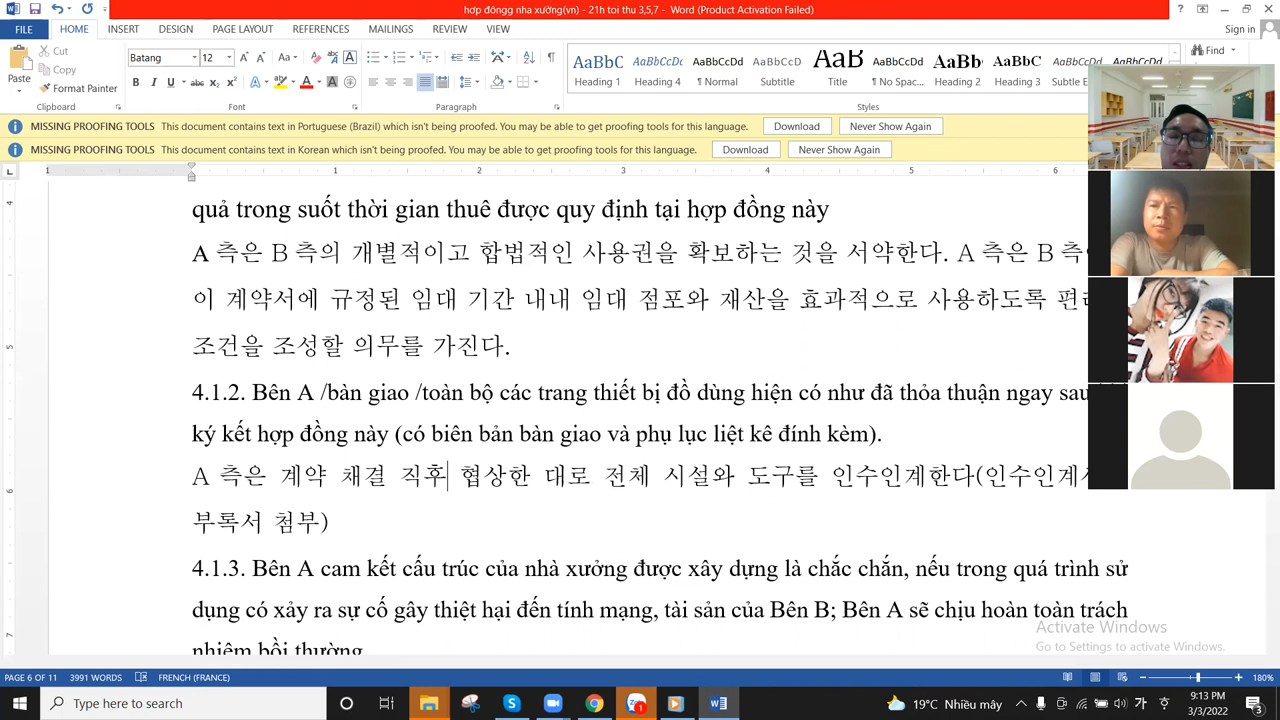 hợp đôngg nha xưởng(vn) - 21h toi thu 3,5,7 - Word (Product Activation Failed)
FILE HOME INSERT DESIGN PAGE LAYOUT REFERENCES MAILINGS REVIEW VIEW Sign in
Paste Cut Copy Format Painter
Batang 12
AaBbC AaBbCc AaBbCcDd AaBbCcD AaB AaBbCcDd AaBbCc AaBbC AaBbCcDd AaBbCcDd
Heading 1 Heading 4 ¶ Normal Subtitle Title ¶ No Spac... Heading 2 Heading 3 Subtle E
Find
Clipboard Font Paragraph Styles
MISSING PROOFING TOOLS This document contains text in Portuguese (Brazil) which isn't being proofed. You may be able to get proofing tools for this language. Download Never Show Again
MISSING PROOFING TOOLS This document contains text in Korean which isn't being proofed. You may be able to get proofing tools for this language. Download Never Show Again
1 1 2 3 4 5 6
quả trong suốt thời gian thuê được quy định tại hợp đồng này
A 측은 B 측의 개별적이고 합법적인 사용권을 확보하는 것을 서약한다. A 측은 B 측
이 계약서에 규정된 임대 기간 내내 임대 점포와 재산을 효과적으로 사용하도록
조건을 조성할 의무를 가진다.
4.1.2. Bên A /bàn giao /toàn bộ các trang thiết bị đồ dùng hiện có như đã thỏa thuận ngay sau
ký kết hợp đồng này (có biên bản bàn giao và phụ lục liệt kê đính kèm).
A 측은 계약 채결 직후 협상한 대로 전체 시설와 도구를 인수인계한다(인수인계
부록서 첨부)
4.1.3. Bên A cam kết cấu trúc của nhà xưởng được xây dựng là chắc chắn, nếu trong quá trình sử
dụng có xảy ra sự cố gây thiệt hại đến tính mạng, tài sản của Bên B; Bên A sẽ chịu hoàn toàn trách
nhiệm bồi thường
Activate Windows
Go to Settings to activate Windows.
PAGE 6 OF 11 3991 WORDS FRENCH (FRANCE) 180%
Type here to search 19°C Nhiều mây 가 9:13 PM
3/3/2022